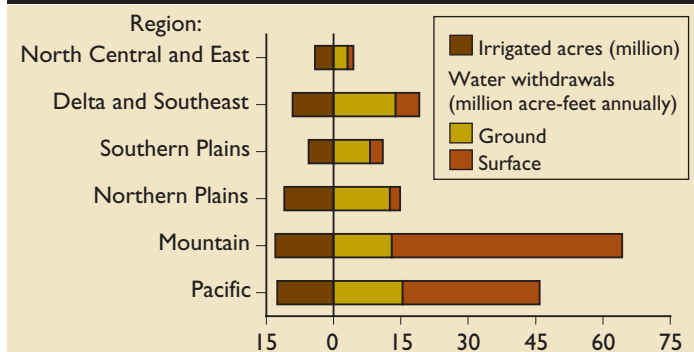 Region:
North Central and East
Delta and Southeast
Southern Plains
Northern Plains
Mountain
Pacific
Irrigated acres (million)
Water withdrawals
(million acre-feet annually)
Ground
Surface
15 0 15 30 45 60 75